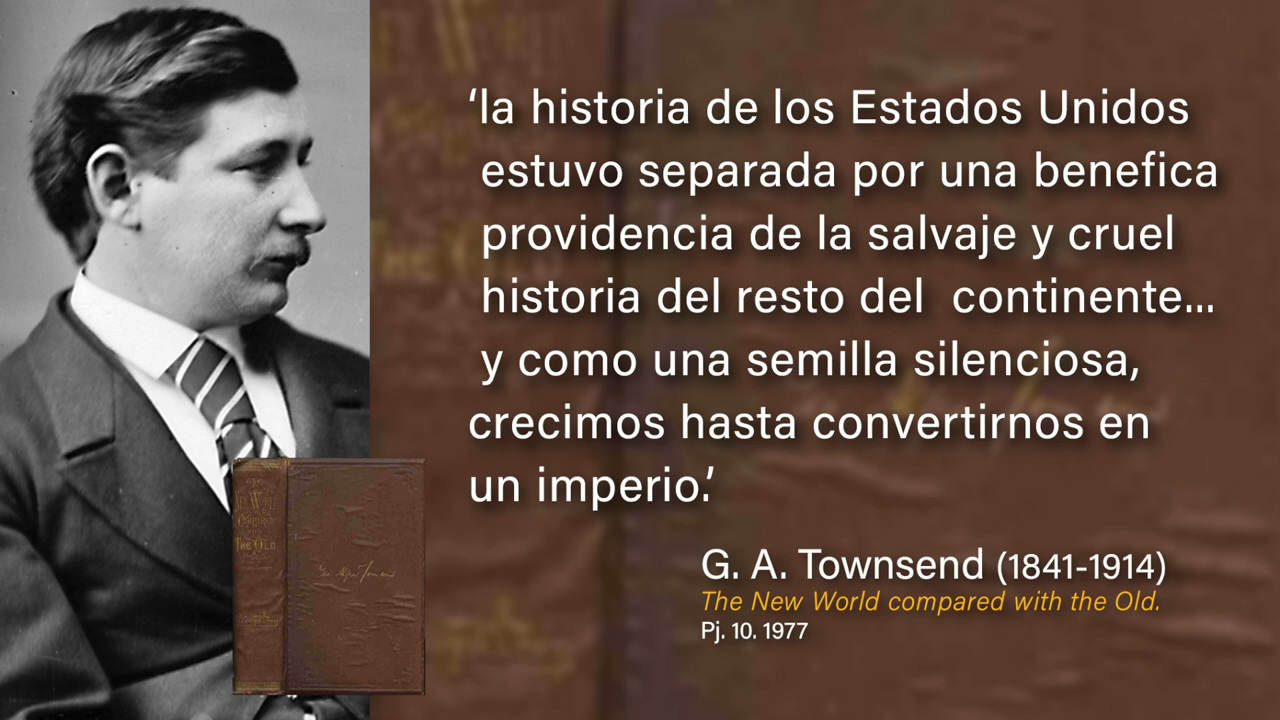 ‘la historia de los Estados Unidos
estuvo separada por una benefica
providencia de la salvaje y cruel
historia del resto del continente...
y como una semilla silenciosa,
crecimos hasta convertirnos en
un imperio.’
G. A. Townsend (1841-1914)
The New World compared with the Old.
Pj. 10. 1977
THE OLD